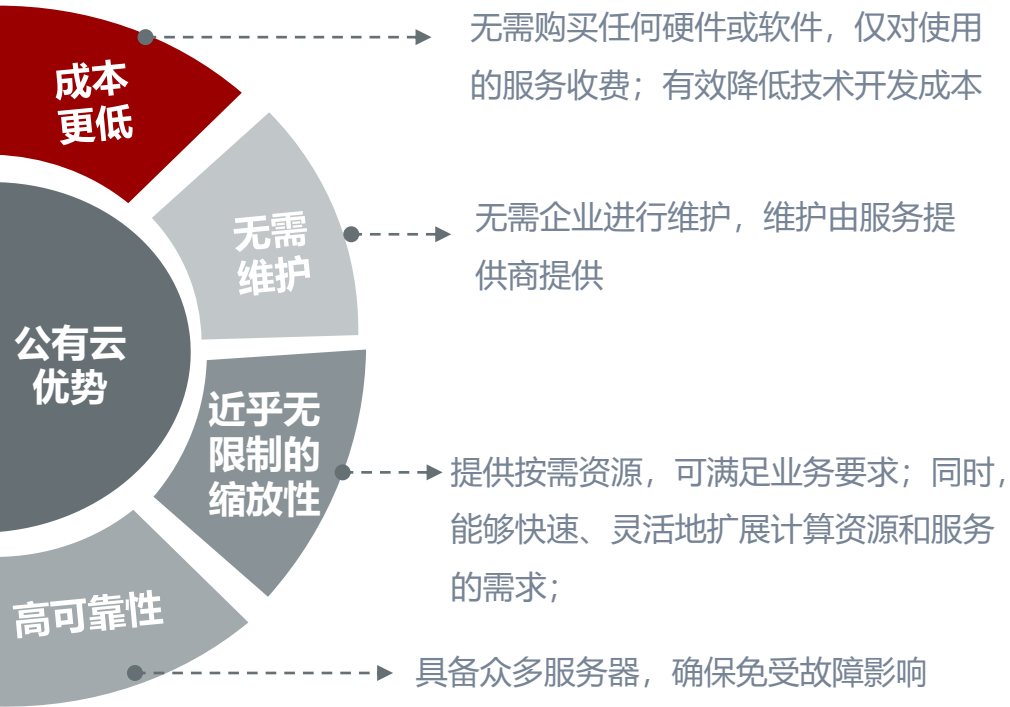 成本
更低
无需购买任何硬件或软件，仅对使用
的服务收费；有效降低技术开发成本
无需
维护
无需企业进行维护，维护由服务提
供商提供
公有云
优势
近乎无
限制的
缩放性
提供按需资源，可满足业务要求；同时，
能够快速、灵活地扩展计算资源和服务
的需求；
高可靠性
具备众多服务器，确保免受故障影响